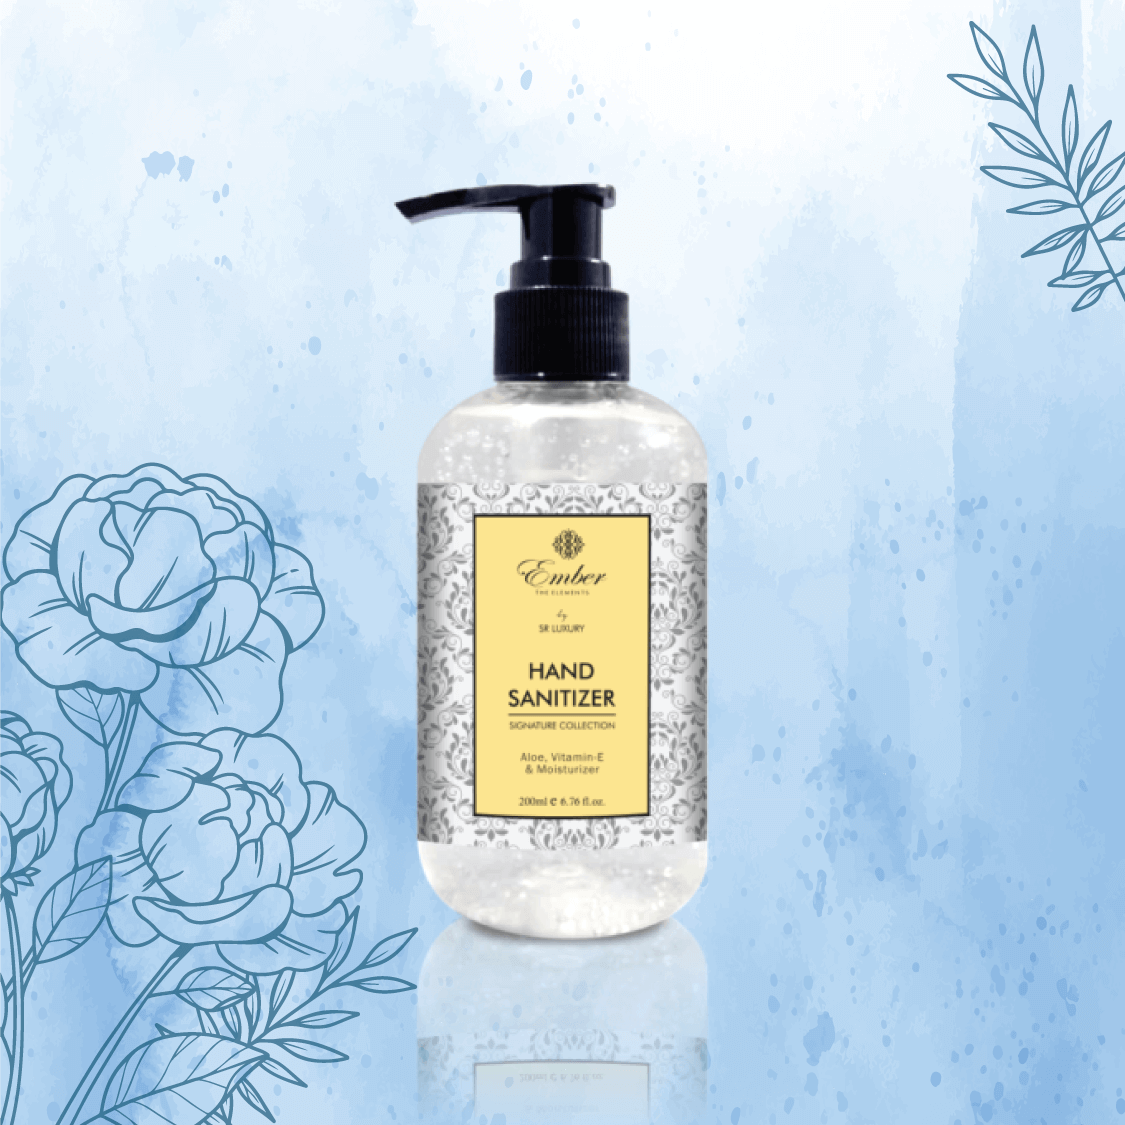 Ember
THE ELEMENTS
by
SR LUXURY
HAND
SANITIZER
SIGNATURE COLLECTION
Aloe, Vitamin-E
& Moisturizer
200ml e 6.76 fl.oz.